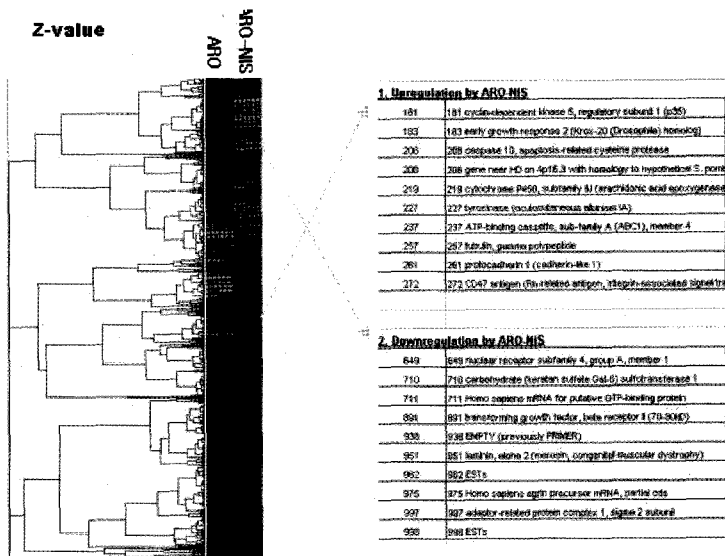 Z-value
ARO
ARO-NIS
1. Upregulation by ARO-NIS
181 181 cyclin-dependent kinase 5, regulatory subunit 1 (p35)
183 183 early growth response 2 (Krox-20 (Drosophila) homolog)
206 206 caspase 10, apoptosis-related cysteine protease
208 208 gene near HD on 4p16.3 with homology to hypothetical S. pomb
219 219 cytochrome P450, subfamily IIJ (arachidonic acid epoxygenase
227 227 tyrosinase (oculocutaneous albinism IA)
237 237 ATP-binding cassette, sub-family A (ABC1), member 4
257 257 tubulin, gamma polypeptide
261 261 protocadherin 1 (cadherin-like 1)
272 272 CD47 antigen (Rh-related antigen, integrin-associated signal tra
2. Downregulation by ARO-NIS
649 649 nuclear receptor subfamily 4, group A, member 1
710 710 carbohydrate (keratan sulfate Gal-6) sulfotransferase 1
711 711 Homo sapiens mRNA for putative GTP-binding protein
891 891 transforming growth factor, beta receptor II (70-80kD)
938 938 EMPTY (previously PRIMER)
951 951 laminin, alpha 2 (merosin, congenital muscular dystrophy)
962 962 ESTs
975 975 Homo sapiens agrin precursor mRNA, partial cds
997 997 adaptor-related protein complex 1, sigma 2 subunit
998 998 ESTs